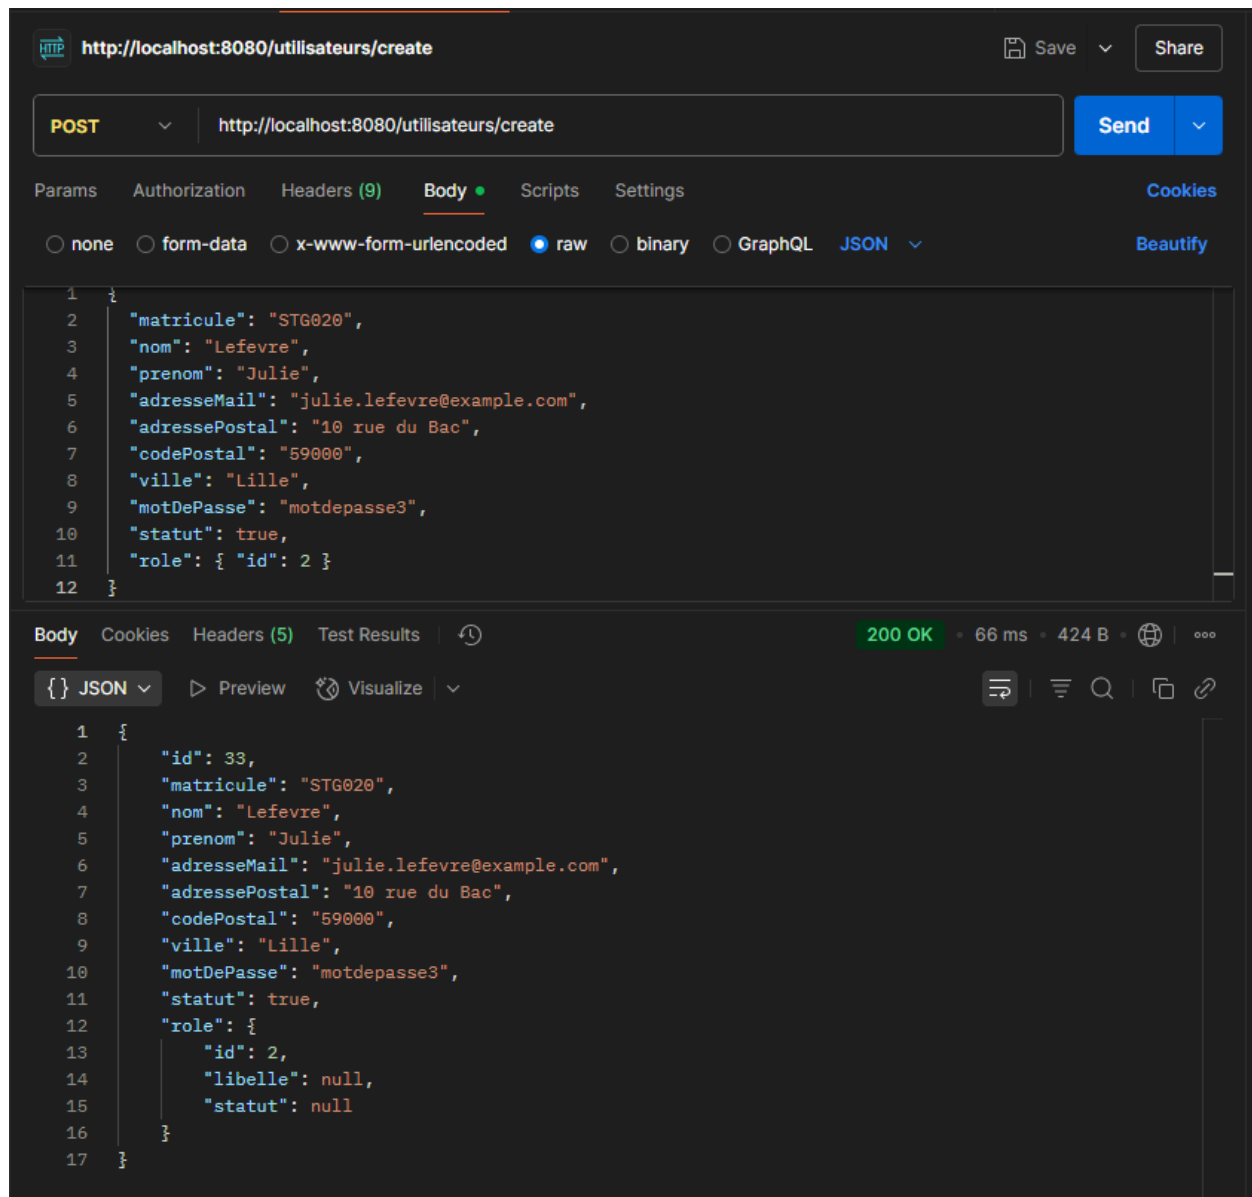 HTTP http://localhost:8080/utilisateurs/create Save Share
POST http://localhost:8080/utilisateurs/create Send
Params Authorization Headers (9) Body Scripts Settings Cookies
none form-data x-www-form-urlencoded raw binary GraphQL JSON Beautify
1 {
2 "matricule": "STG020",
3 "nom": "Lefevre",
4 "prenom": "Julie",
5 "adresseMail": "julie.lefevre@example.com",
6 "adressePostal": "10 rue du Bac",
7 "codePostal": "59000",
8 "ville": "Lille",
9 "motDePasse": "motdepasse3",
10 "statut": true,
11 "role": { "id": 2 }
12 }
Body Cookies Headers (5) Test Results 200 OK • 66 ms • 424 B •
{} JSON Preview Visualize
1 {
2 "id": 33,
3 "matricule": "STG020",
4 "nom": "Lefevre",
5 "prenom": "Julie",
6 "adresseMail": "julie.lefevre@example.com",
7 "adressePostal": "10 rue du Bac",
8 "codePostal": "59000",
9 "ville": "Lille",
10 "motDePasse": "motdepasse3",
11 "statut": true,
12 "role": {
13 "id": 2,
14 "libelle": null,
15 "statut": null
16 }
17 }